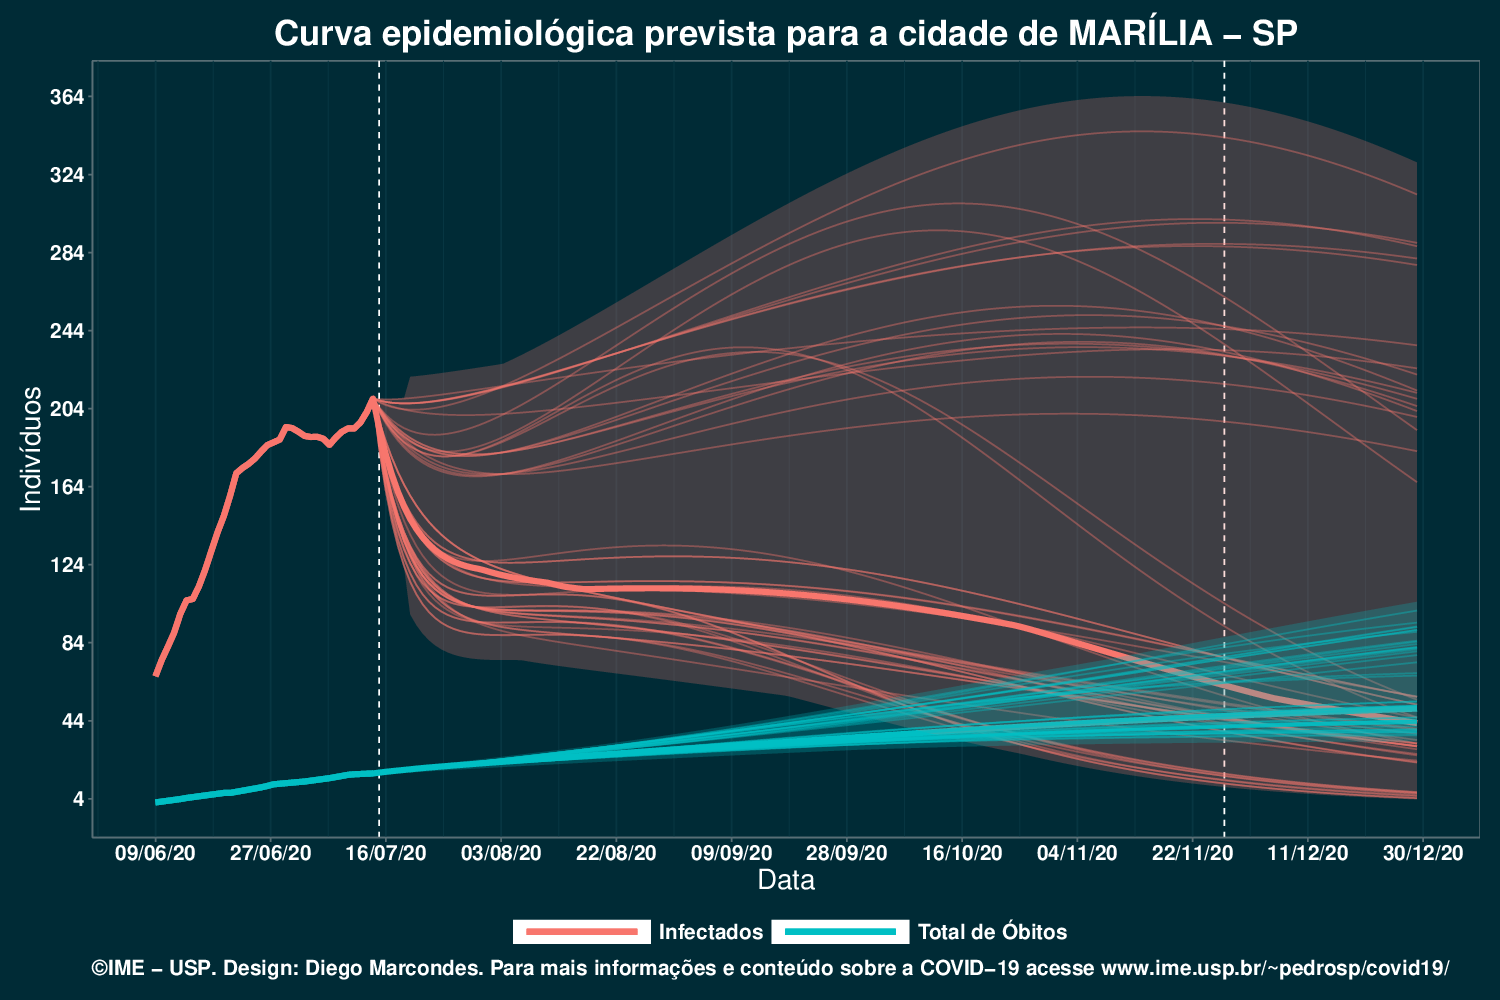 Curva epidemiológica prevista para a cidade de MARÍLIA – SP
364
324
284
244
204
164
124
84
44
4
Indivíduos
09/06/20 27/06/20 16/07/20 03/08/20 22/08/20 09/09/20 28/09/20 16/10/20 04/11/20 22/11/20 11/12/20 30/12/20
Data
Infectados Total de Óbitos
©IME – USP. Design: Diego Marcondes. Para mais informações e conteúdo sobre a COVID–19 acesse www.ime.usp.br/~pedrosp/covid19/